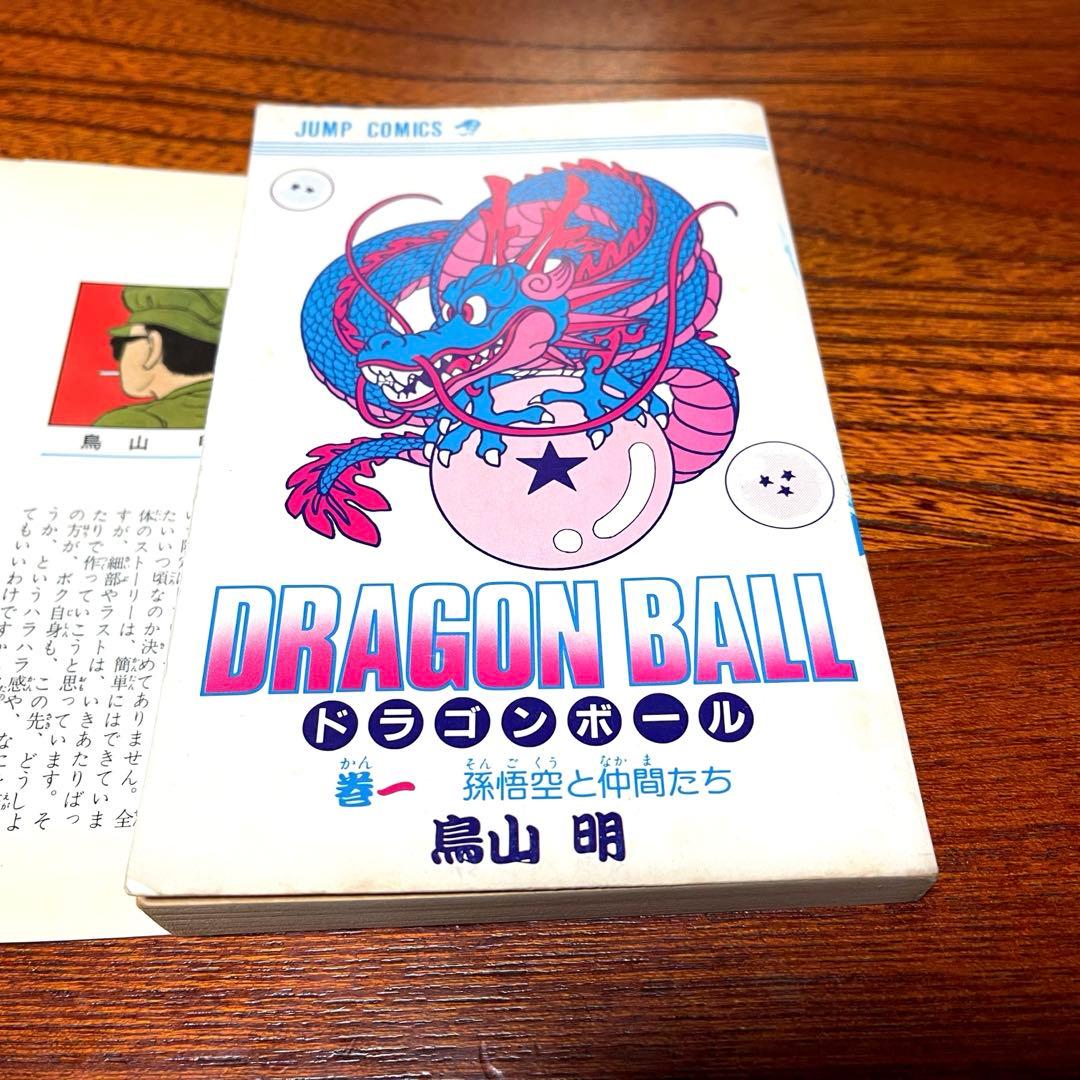 JUMP COMICS
DRAGON BALL
ドラゴンボール
かん
巻一
そんごくう なかま
孫悟空と仲間たち
鳥山 明
鳥山
たいいつ頃なのか決めてありません。全
体のストーリーは、簡単にはできていま
すが、細部やラストは、いきあたりばっ
たりで作っていこうと思っています。そ
の方が、ボク自身も、この先、どうしよ
うか、というハラハラ感や、なに
てもいいわけです